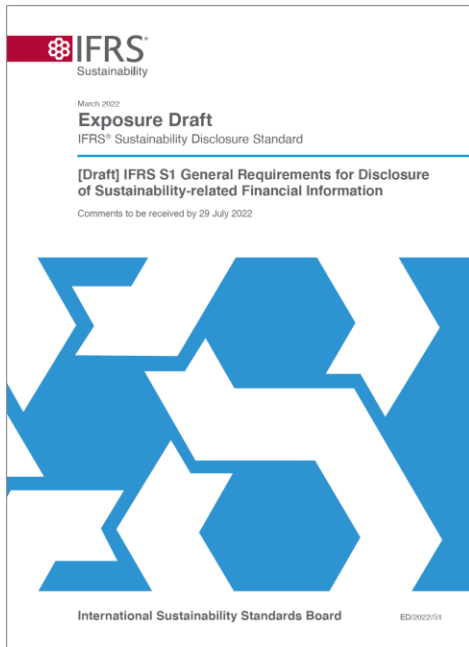 IFRS®
Sustainability
March 2022
Exposure Draft
IFRS® Sustainability Disclosure Standard
[Draft] IFRS S1 General Requirements for Disclosure
of Sustainability-related Financial Information
Comments to be received by 29 July 2022
International Sustainability Standards Board
ED/2022/S1